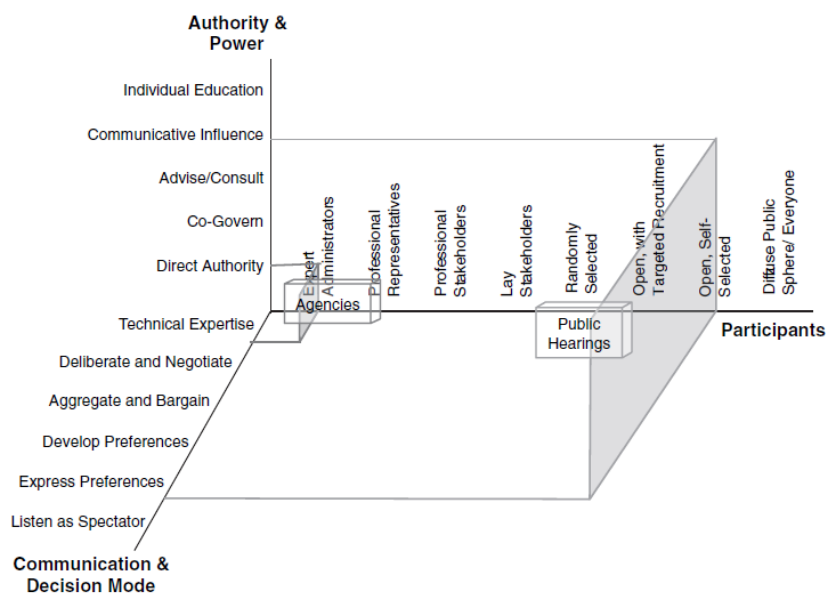 Authority &
Power
Individual Education
Communicative Influence
Advise/Consult
Co-Govern
Direct Authority
Expert
Administrators
Professional
Representatives
Professional
Stakeholders
Lay
Stakeholders
Randomly
Selected
Open, with
Targeted Recruitment
Open, Self-
Selected
Diffuse Public
Sphere/ Everyone
Agencies
Public
Hearings
Participants
Technical Expertise
Deliberate and Negotiate
Aggregate and Bargain
Develop Preferences
Express Preferences
Listen as Spectator
Communication &
Decision Mode